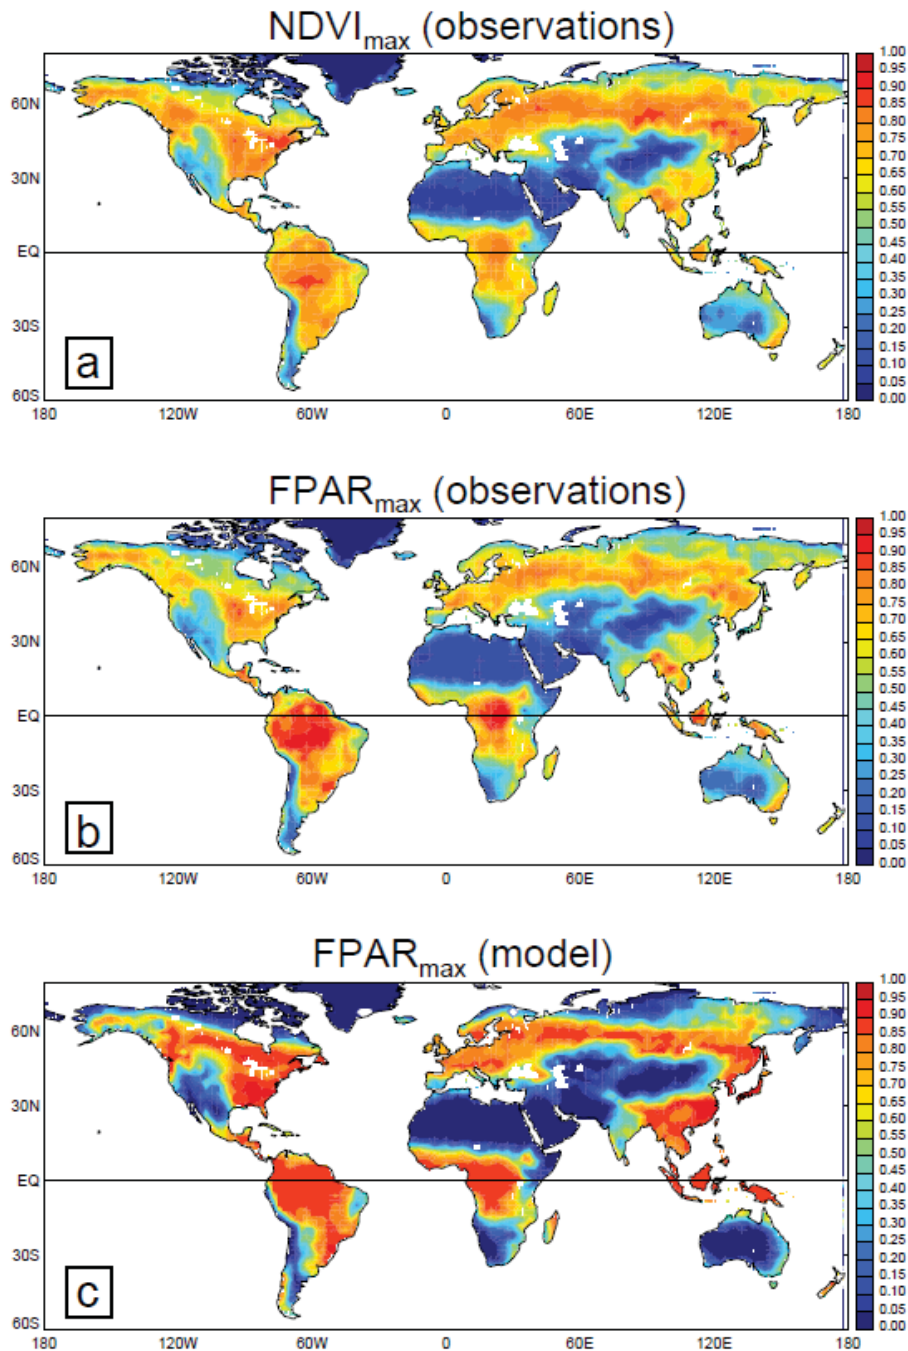 NDVImax (observations)
1.00
0.95
0.90
0.85
0.80
0.75
0.70
0.65
0.60
0.55
0.50
0.45
0.40
0.35
0.30
0.25
0.20
0.15
0.10
0.05
0.00
60N
30N
EQ
30S
60S
a
180 120W 60W 0 60E 120E 180
FPARmax (observations)
1.00
0.95
0.90
0.85
0.80
0.75
0.70
0.65
0.60
0.55
0.50
0.45
0.40
0.35
0.30
0.25
0.20
0.15
0.10
0.05
0.00
60N
30N
EQ
30S
60S
b
180 120W 60W 0 60E 120E 180
FPARmax (model)
1.00
0.95
0.90
0.85
0.80
0.75
0.70
0.65
0.60
0.55
0.50
0.45
0.40
0.35
0.30
0.25
0.20
0.15
0.10
0.05
0.00
60N
30N
EQ
30S
60S
c
180 120W 60W 0 60E 120E 180